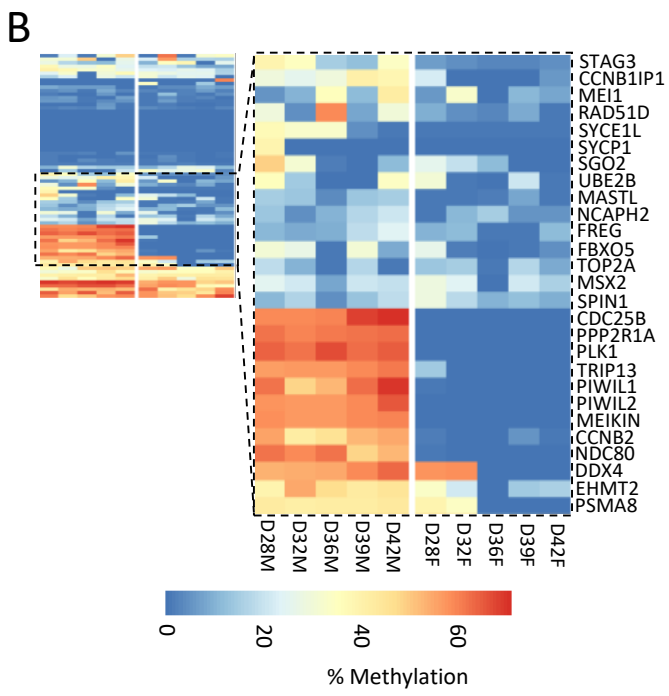 B
STAG3
CCNB1IP1
MEI1
RAD51D
SYCE1L
SYCP1
SGO2
UBE2B
MASTL
NCAPH2
FREG
FBXO5
TOP2A
MSX2
SPIN1
CDC25B
PPP2R1A
PLK1
TRIP13
PIWIL1
PIWIL2
MEIKIN
CCNB2
NDC80
DDX4
EHMT2
PSMA8
D28M D32M D36M D39M D42M D28F D32F D36F D39F D42F
0 20 40 60
% Methylation